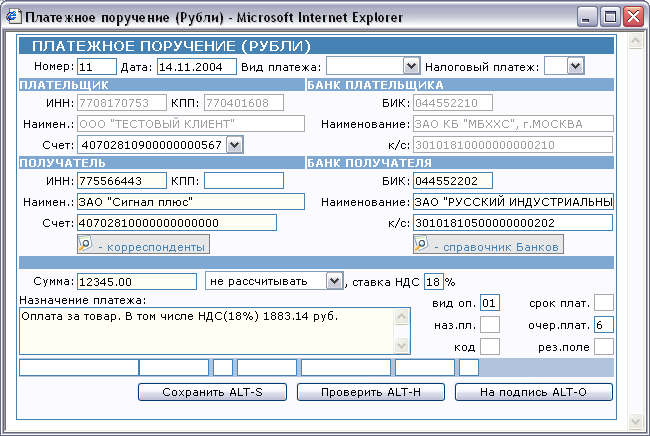 Платежное поручение (Рубли) - Microsoft Internet Explorer
ПЛАТЕЖНОЕ ПОРУЧЕНИЕ (РУБЛИ)
Номер: 11 Дата: 14.11.2004 Вид платежа: Налоговый платеж:
ПЛАТЕЛЬЩИК БАНК ПЛАТЕЛЬЩИКА
ИНН: 7708170753 КПП: 770401608 БИК: 044552210
Наимен.: ООО "ТЕСТОВЫЙ КЛИЕНТ" Наименование: ЗАО КБ "МБХХС", г.МОСКВА
Счет: 40702810900000000567 к/с: 30101810000000000210
ПОЛУЧАТЕЛЬ БАНК ПОЛУЧАТЕЛЯ
ИНН: 775566443 КПП: БИК: 044552202
Наимен.: ЗАО "Сигнал плюс" Наименование: ЗАО "РУССКИЙ ИНДУСТРИАЛЬНЫ
Счет: 40702810000000000000 к/с: 30101810500000000202
- корреспонденты - справочник Банков
Сумма: 12345.00 не рассчитывать , ставка НДС 18 %
Назначение платежа: вид оп. 01 срок плат.
Оплата за товар. В том числе НДС(18%) 1883.14 руб.
наз.пл. очер.плат. 6
код рез.поле
Сохранить ALT-S Проверить ALT-H На подпись ALT-O